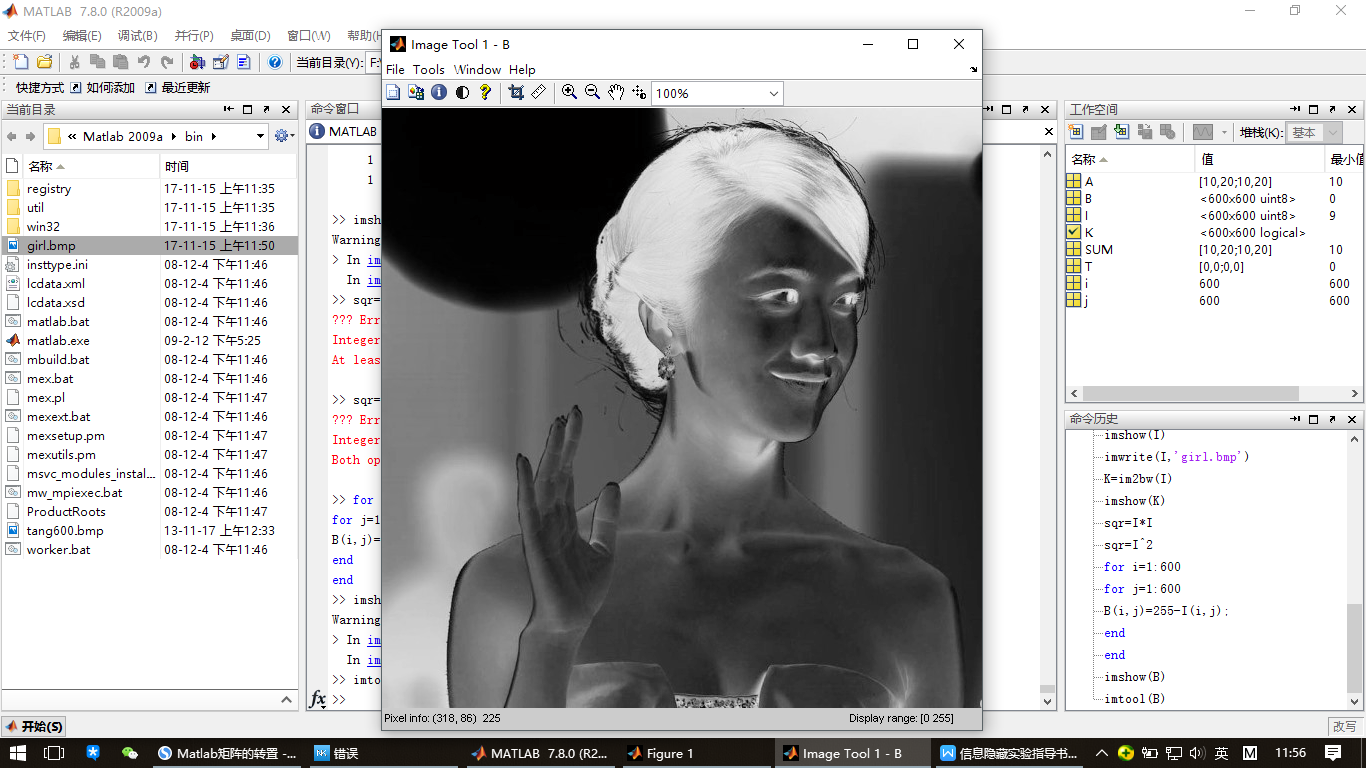 MATLAB 7.8.0 (R2009a)
文件(F) 编辑(E) 调试(B) 并行(P) 桌面(D) 窗口(W) 帮助(H
当前目录(Y): F:\
快捷方式 如何添加 最近更新
当前目录
« Matlab 2009a bin
名称 时间
registry 17-11-15 上午11:35
util 17-11-15 上午11:35
win32 17-11-15 上午11:36
girl.bmp 17-11-15 上午11:50
insttype.ini 08-12-4 下午11:46
lcdata.xml 08-12-4 下午11:46
lcdata.xsd 08-12-4 下午11:46
matlab.bat 08-12-4 下午11:46
matlab.exe 09-2-12 下午5:25
mbuild.bat 08-12-4 下午11:46
mex.bat 08-12-4 下午11:46
mex.pl 08-12-4 下午11:47
mexext.bat 08-12-4 下午11:46
mexsetup.pm 08-12-4 下午11:47
mexutils.pm 08-12-4 下午11:47
msvc_modules_instal... 08-12-4 下午11:46
mw_mpiexec.bat 08-12-4 下午11:46
ProductRoots 08-12-4 下午11:47
tang600.bmp 13-11-17 上午12:33
worker.bat 08-12-4 下午11:46
命令窗口
MATLAB
1
1
>> imsh
Warning
> In im
In im
>> sqr=
??? Err
Integer
At leas
>> sqr=
??? Err
Integer
Both op
>> for
for j=1
B(i,j)=
end
end
>> imsh
Warning
> In im
In im
>> imto
fx >>
Image Tool 1 - B
File Tools Window Help
100%
Pixel info: (318, 86) 225
Display range: [0 255]
工作空间
堆栈(K): 基本
名称 值 最小值
A [10,20;10,20] 10
B <600x600 uint8> 0
I <600x600 uint8> 9
K <600x600 logical>
SUM [10,20;10,20] 10
T [0,0;0,0] 0
i 600 600
j 600 600
命令历史
imshow(I)
imwrite(I,'girl.bmp')
K=im2bw(I)
imshow(K)
sqr=I*I
sqr=I^2
for i=1:600
for j=1:600
B(i,j)=255-I(i,j);
end
end
imshow(B)
imtool(B)
开始(S)
改写
Matlab矩阵的转置 -... 错误 MATLAB 7.8.0 (R2... Figure 1 Image Tool 1 - B 信息隐藏实验指导书... 英 M 11:56